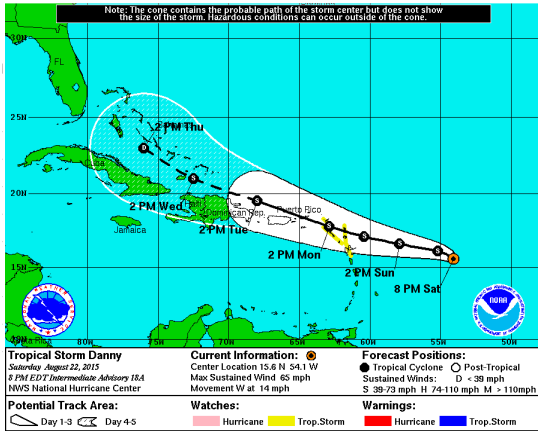 Note: The cone contains the probable path of the storm center but does not show
the size of the storm. Hazardous conditions can occur outside of the cone.
30N
FL
25N
2 PM Thu
D
S
20N
2 PM Wed
Dominican Rep.
Puerto Rico
Jamaica
2 PM Tue
S
S
S
S
S
2 PM Mon
2 PM Sun
15N
8 PM Sat
NOAA
Costa Rica
85W
80W
75W
70W
65W
60W
55W
50W
Tropical Storm Danny
Saturday August 22, 2015
8 PM EDT Intermediate Advisory 18A
NWS National Hurricane Center
Current Information:
Center Location 15.6 N 54.1 W
Max Sustained Wind 65 mph
Movement W at 14 mph
Forecast Positions:
Tropical Cyclone Post-Tropical
Sustained Winds: D < 39 mph
S 39-73 mph H 74-110 mph M > 110mph
Potential Track Area:
Day 1-3 Day 4-5
Watches:
Hurricane Trop.Storm
Warnings:
Hurricane Trop.Storm